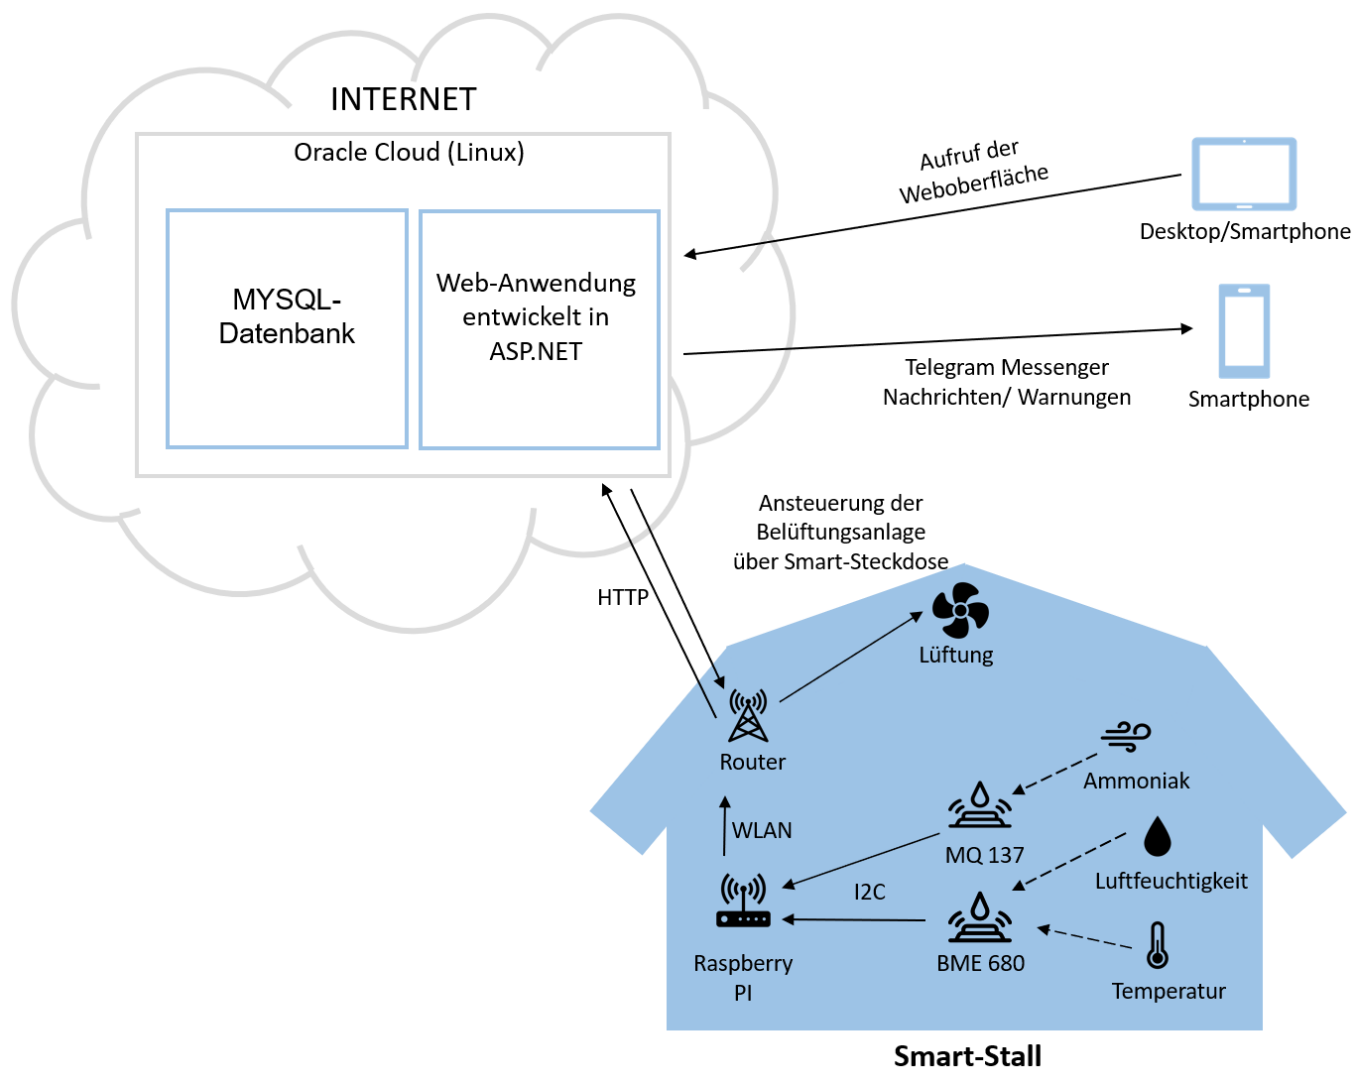 INTERNET
Oracle Cloud (Linux)
MYSQL-
Datenbank
Web-Anwendung
entwickelt in
ASP.NET
Aufruf der
Weboberfläche
Desktop/Smartphone
Telegram Messenger
Nachrichten/ Warnungen
Smartphone
HTTP
Ansteuerung der
Belüftungsanlage
über Smart-Steckdose
Lüftung
Router
WLAN
Raspberry
PI
I2C
MQ 137
BME 680
Ammoniak
Luftfeuchtigkeit
Temperatur
Smart-Stall